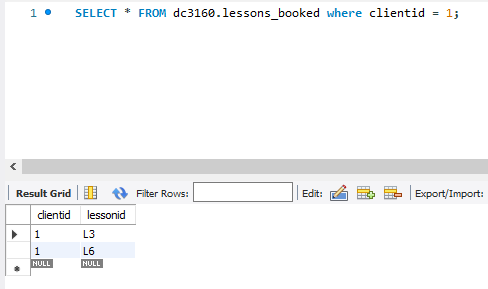 1 SELECT * FROM dc3160.lessons_booked where clientid = 1;
Result Grid Filter Rows: Edit: Export/Import:
clientid lessonid
1 L3
1 L6
NULL NULL